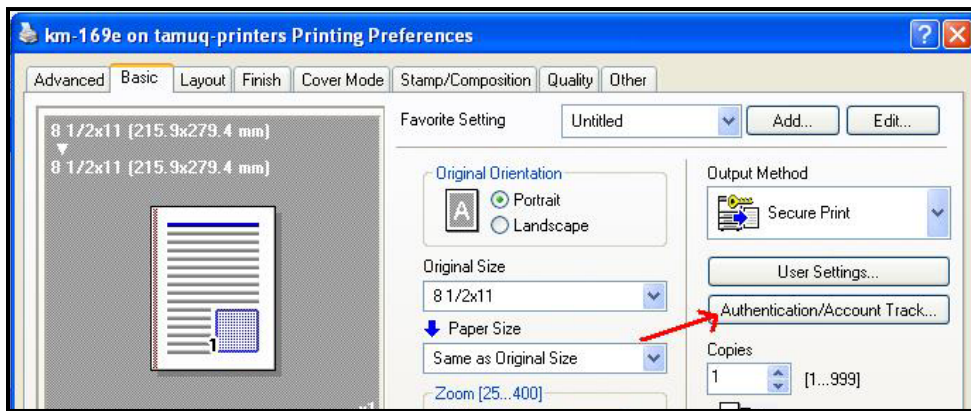 km-169e on tamuq-printers Printing Preferences
Advanced Basic Layout Finish Cover Mode Stamp/Composition Quality Other
8 1/2x11 (215.9x279.4 mm)
8 1/2x11 (215.9x279.4 mm)
1
x1
Favorite Setting Untitled Add... Edit...
Original Orientation
A Portrait
Landscape
Original Size
8 1/2x11
Paper Size
Same as Original Size
Zoom [25...400]
Output Method
Secure Print
User Settings...
Authentication/Account Track...
Copies
1 [1...999]